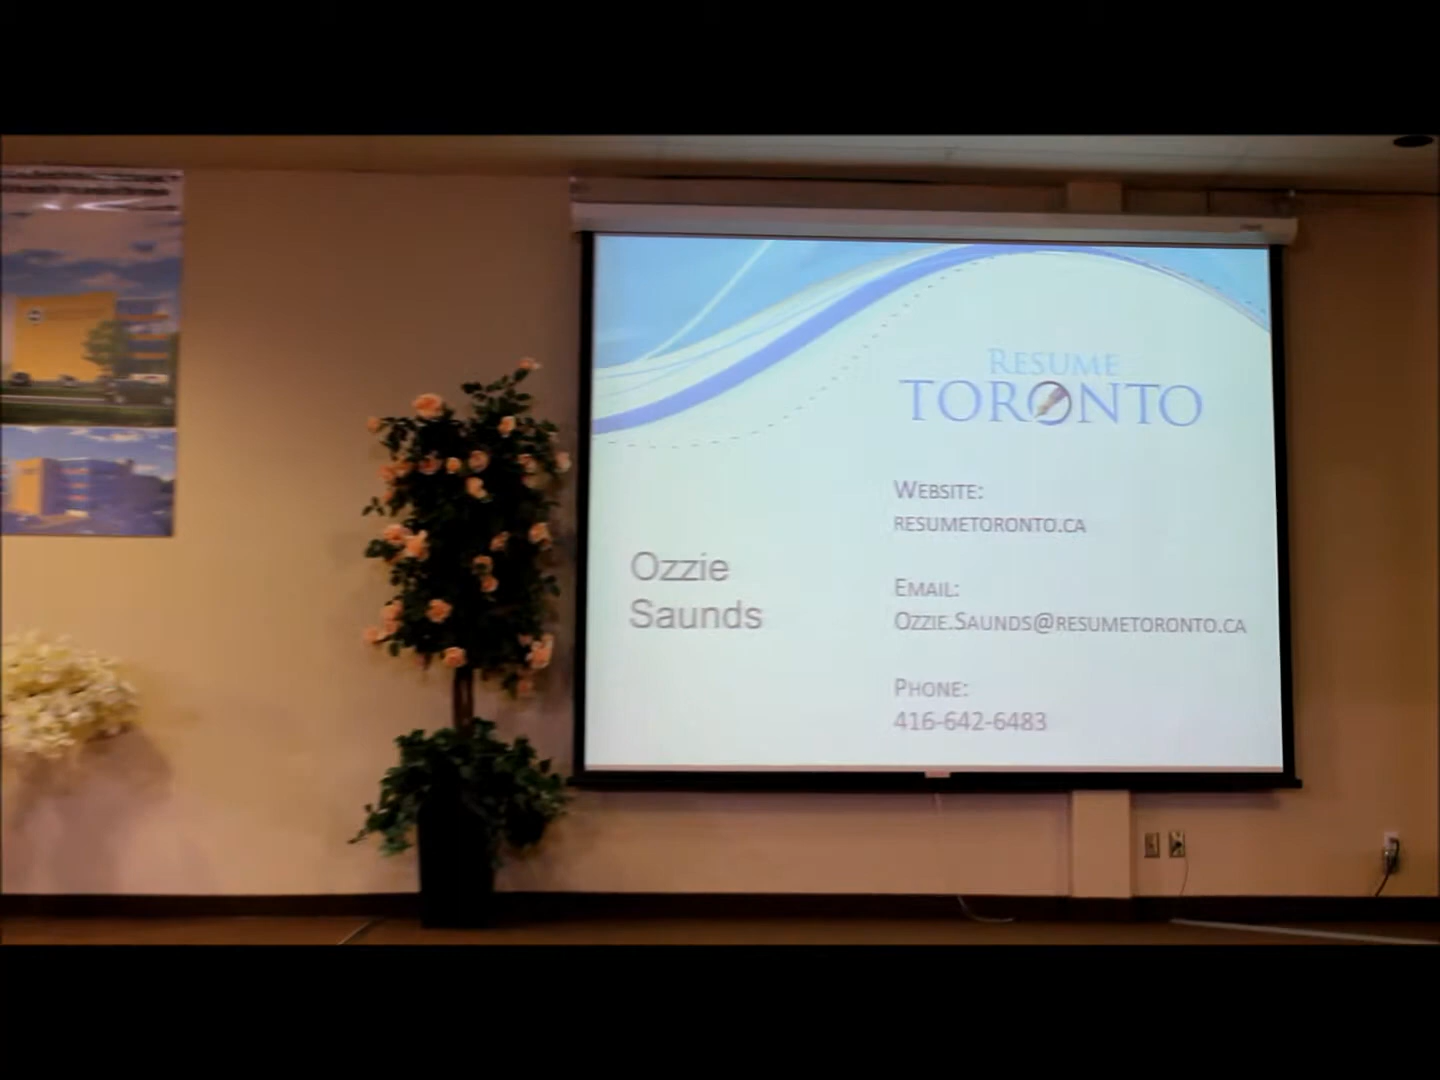 Ozzie
Saunds
RESUME
TORONTO
WEBSITE:
RESUMETORONTO.CA
EMAIL:
OZZIE.SAUNDS@RESUMETORONTO.CA
PHONE:
416-642-6483